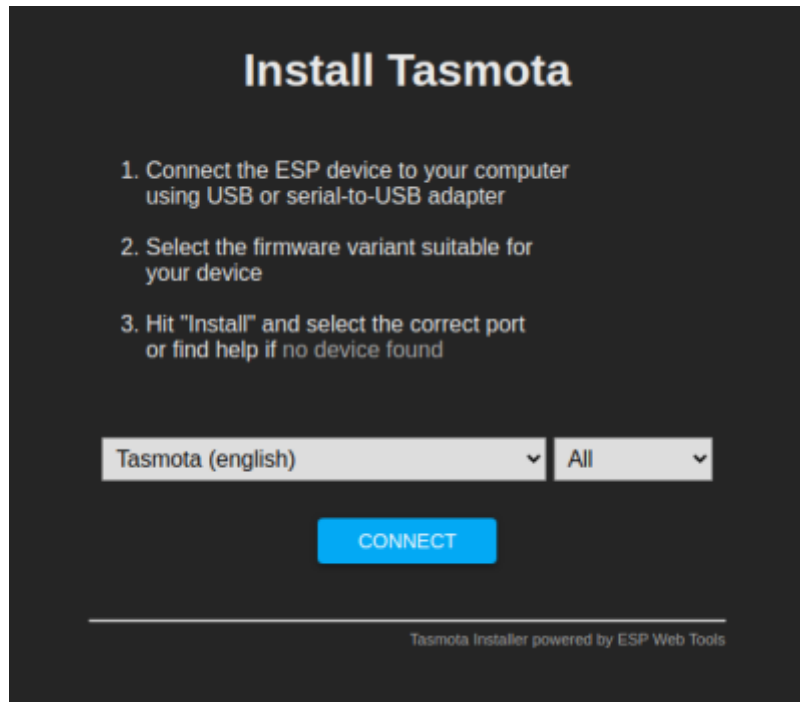 Install Tasmota
1. Connect the ESP device to your computer
using USB or serial-to-USB adapter
2. Select the firmware variant suitable for
your device
3. Hit "Install" and select the correct port
or find help if no device found
Tasmota (english) All
CONNECT
Tasmota Installer powered by ESP Web Tools